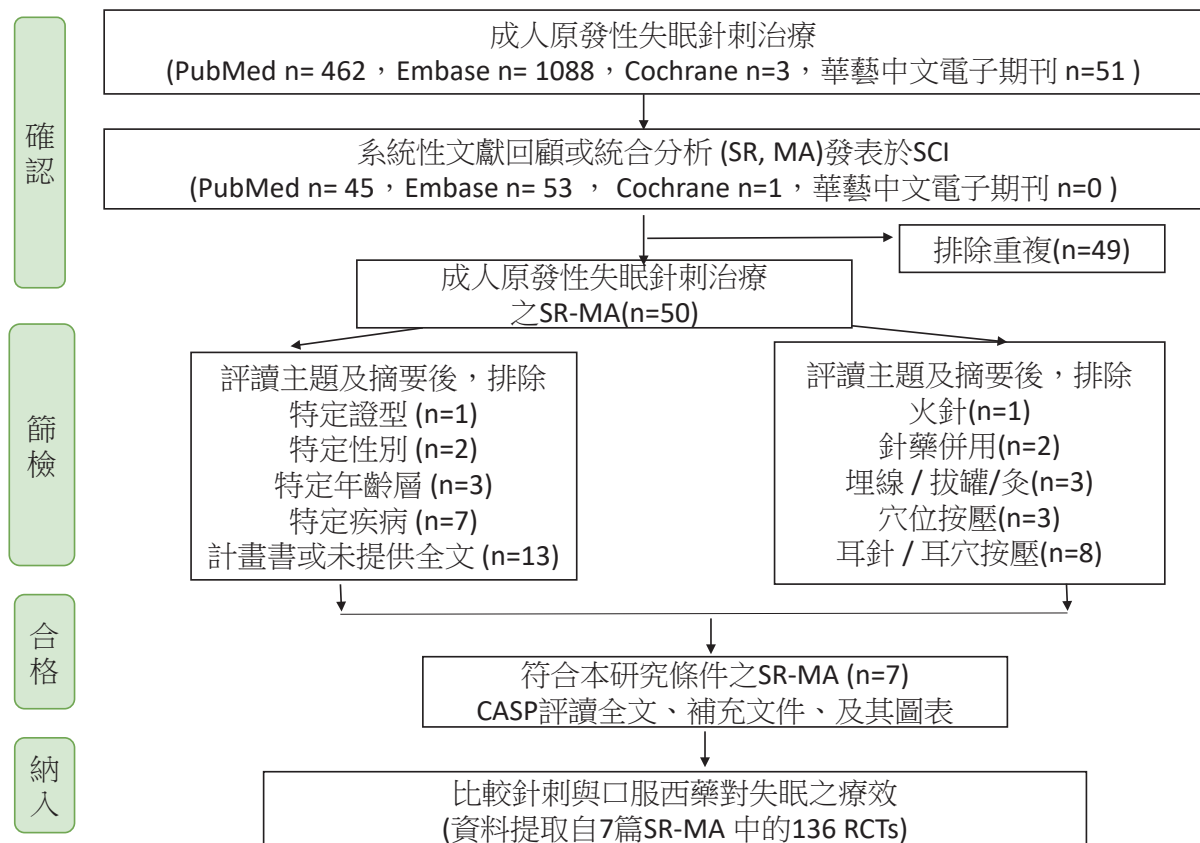 確認
成人原發性失眠針刺治療
(PubMed n= 462，Embase n= 1088，Cochrane n=3，華藝中文電子期刊 n=51 )
系統性文獻回顧或統合分析 (SR, MA)發表於SCI
(PubMed n= 45，Embase n= 53 ， Cochrane n=1，華藝中文電子期刊 n=0 )
排除重複(n=49)
成人原發性失眠針刺治療
之SR-MA(n=50)
篩檢
評讀主題及摘要後，排除
特定證型 (n=1)
特定性別 (n=2)
特定年齡層 (n=3)
特定疾病 (n=7)
計畫書或未提供全文 (n=13)
評讀主題及摘要後，排除
火針(n=1)
針藥併用(n=2)
埋線 / 拔罐/灸(n=3)
穴位按壓(n=3)
耳針 / 耳穴按壓(n=8)
合格
符合本研究條件之SR-MA (n=7)
CASP評讀全文、補充文件、及其圖表
納入
比較針刺與口服西藥對失眠之療效
(資料提取自7篇SR-MA 中的136 RCTs)